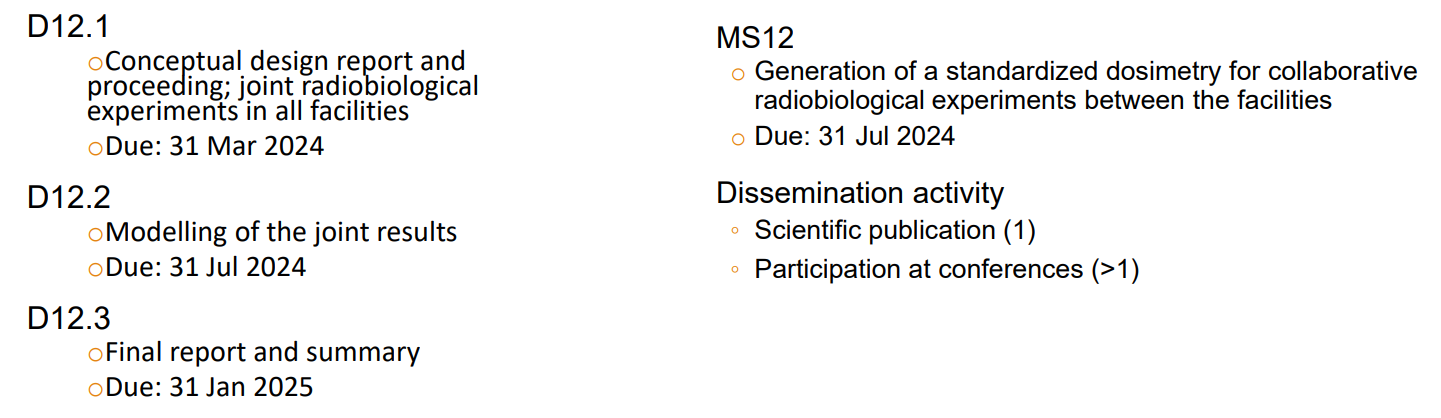 D12.1
○Conceptual design report and
proceeding; joint radiobiological
experiments in all facilities
○Due: 31 Mar 2024
D12.2
○Modelling of the joint results
○Due: 31 Jul 2024
D12.3
○Final report and summary
○Due: 31 Jan 2025
MS12
○ Generation of a standardized dosimetry for collaborative
radiobiological experiments between the facilities
○ Due: 31 Jul 2024
Dissemination activity
○ Scientific publication (1)
○ Participation at conferences (>1)